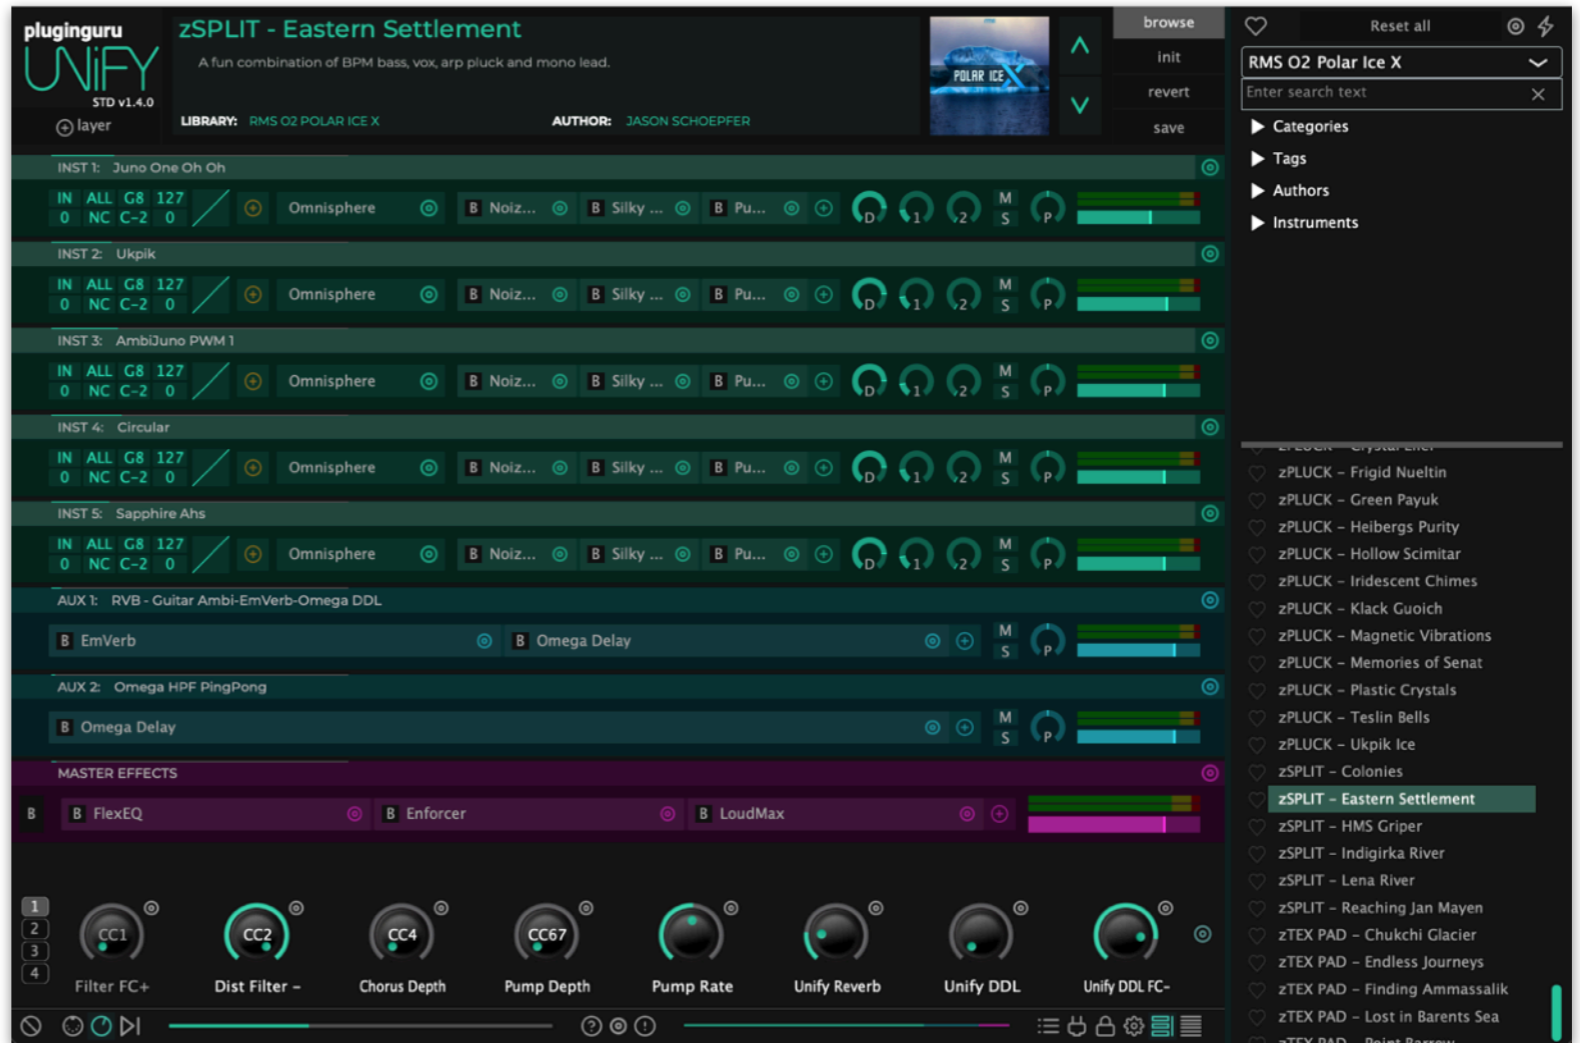 pluginguru
UNiFY
STD v1.4.0
layer
zSPLIT - Eastern Settlement
A fun combination of BPM bass, vox, arp pluck and mono lead.
LIBRARY: RMS O2 POLAR ICE X
AUTHOR: JASON SCHOEPFER
POLAR ICE X
browse
init
revert
save
INST 1: Juno One Oh Oh
IN ALL G8 127
0 NC C-2 0
Omnisphere B Noiz... B Silky ... B Pu... D 1 2 M S P
INST 2: Ukpik
IN ALL G8 127
0 NC C-2 0
Omnisphere B Noiz... B Silky ... B Pu... D 1 2 M S P
INST 3: AmbiJuno PWM 1
IN ALL G8 127
0 NC C-2 0
Omnisphere B Noiz... B Silky ... B Pu... D 1 2 M S P
INST 4: Circular
IN ALL G8 127
0 NC C-2 0
Omnisphere B Noiz... B Silky ... B Pu... D 1 2 M S P
INST 5: Sapphire Ahs
IN ALL G8 127
0 NC C-2 0
Omnisphere B Noiz... B Silky ... B Pu... D 1 2 M S P
AUX 1: RVB - Guitar Ambi-EmVerb-Omega DDL
B EmVerb B Omega Delay M S P
AUX 2: Omega HPF PingPong
B Omega Delay M S P
MASTER EFFECTS
B B FlexEQ B Enforcer B LoudMax
1
2
3
4
CC1 CC2 CC4 CC67
Filter FC+ Dist Filter – Chorus Depth Pump Depth Pump Rate Unify Reverb Unify DDL Unify DDL FC–
Reset all
RMS O2 Polar Ice X
Enter search text
Categories
Tags
Authors
Instruments
zPLUCK – Frigid Nueltin
zPLUCK – Green Payuk
zPLUCK – Heibergs Purity
zPLUCK – Hollow Scimitar
zPLUCK – Iridescent Chimes
zPLUCK – Klack Guoich
zPLUCK – Magnetic Vibrations
zPLUCK – Memories of Senat
zPLUCK – Plastic Crystals
zPLUCK – Teslin Bells
zPLUCK – Ukpik Ice
zSPLIT – Colonies
zSPLIT – Eastern Settlement
zSPLIT – HMS Griper
zSPLIT – Indigirka River
zSPLIT – Lena River
zSPLIT – Reaching Jan Mayen
zTEX PAD – Chukchi Glacier
zTEX PAD – Endless Journeys
zTEX PAD – Finding Ammassalik
zTEX PAD – Lost in Barents Sea
zTEX PAD – Point Barrow